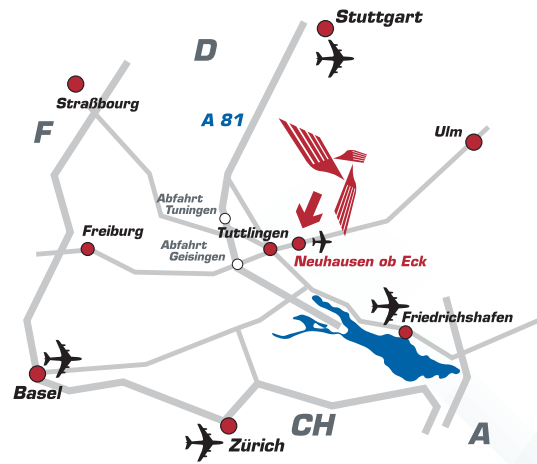 Stuttgart
D
Straßbourg
A 81
F
Ulm
Abfahrt
Tuningen
Freiburg
Tuttlingen
Abfahrt
Geisingen
Neuhausen ob Eck
Friedrichshafen
Basel
CH
A
Zürich